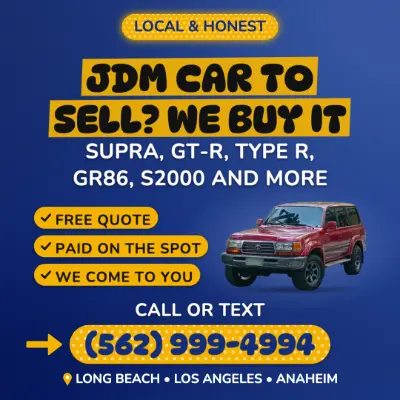 LOCAL & HONEST
JDM CAR TO
SELL? WE BUY IT
SUPRA, GT-R, TYPE R,
GR86, S2000 AND MORE
FREE QUOTE
PAID ON THE SPOT
WE COME TO YOU
CALL OR TEXT
(562) 999-4994
LONG BEACH • LOS ANGELES • ANAHEIM